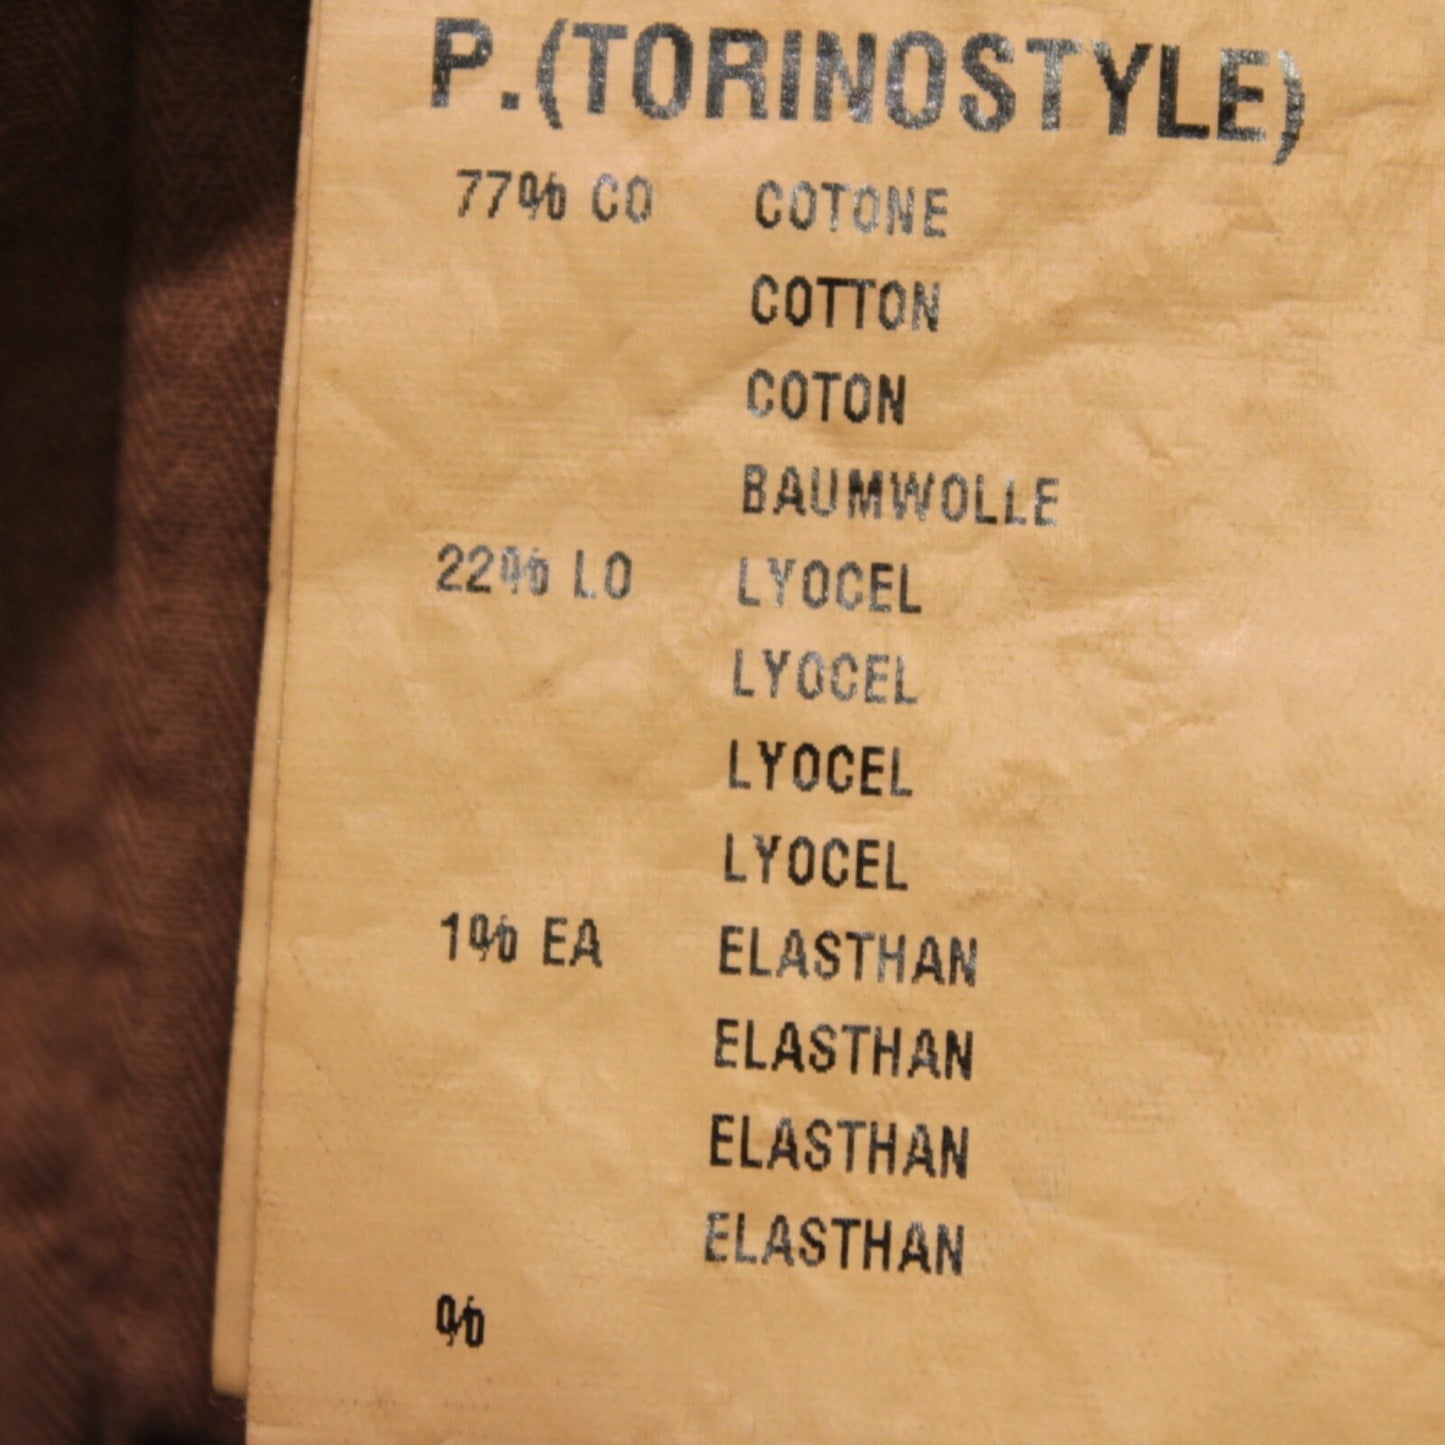 P.(TORINOSTYLE)
77% CO COTONE
COTTON
COTON
BAUMWOLLE
22% LO LYOCEL
LYOCEL
LYOCEL
LYOCEL
1% EA ELASTHAN
ELASTHAN
ELASTHAN
ELASTHAN
%